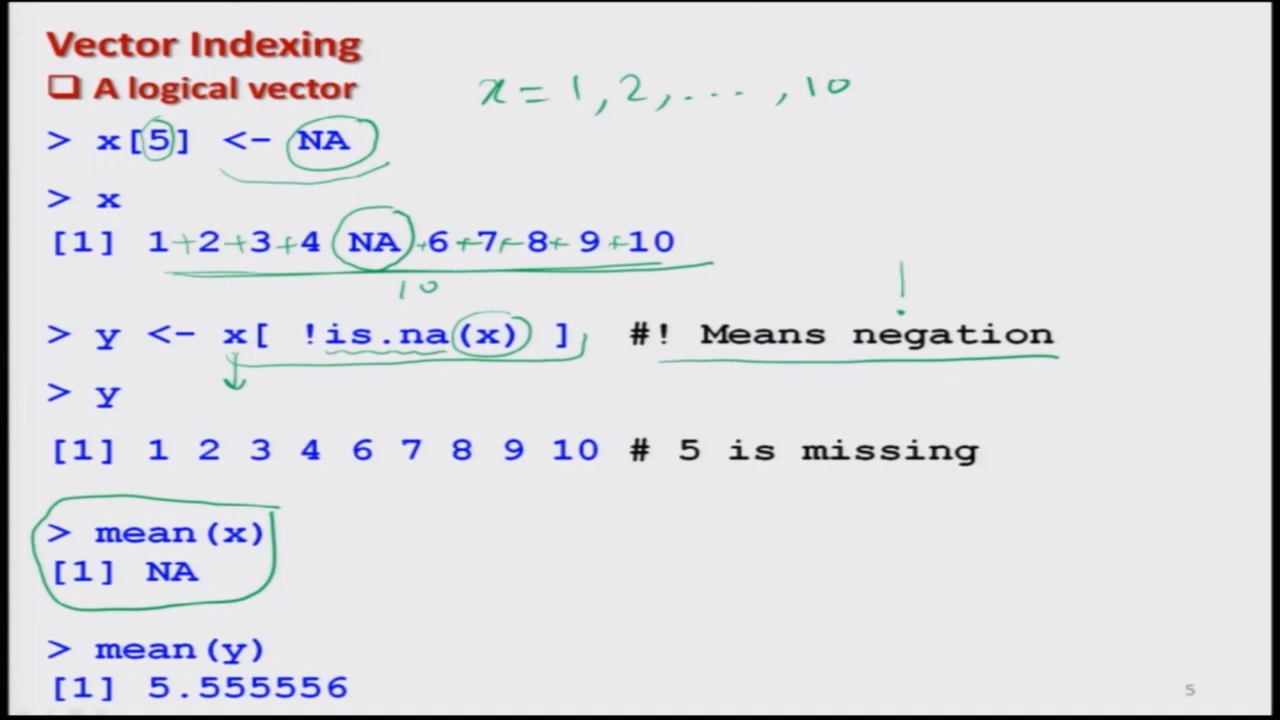 Vector Indexing
❑ A logical vector
x = 1, 2, ... , 10
> x[5] <- NA
> x
[1] 1+2+3+4 NA +6+7+8+ 9 +10
10
!
> y <- x[ !is.na(x) ] #! Means negation
> y
[1] 1 2 3 4 6 7 8 9 10 # 5 is missing
> mean(x)
[1] NA
> mean(y)
[1] 5.555556
5